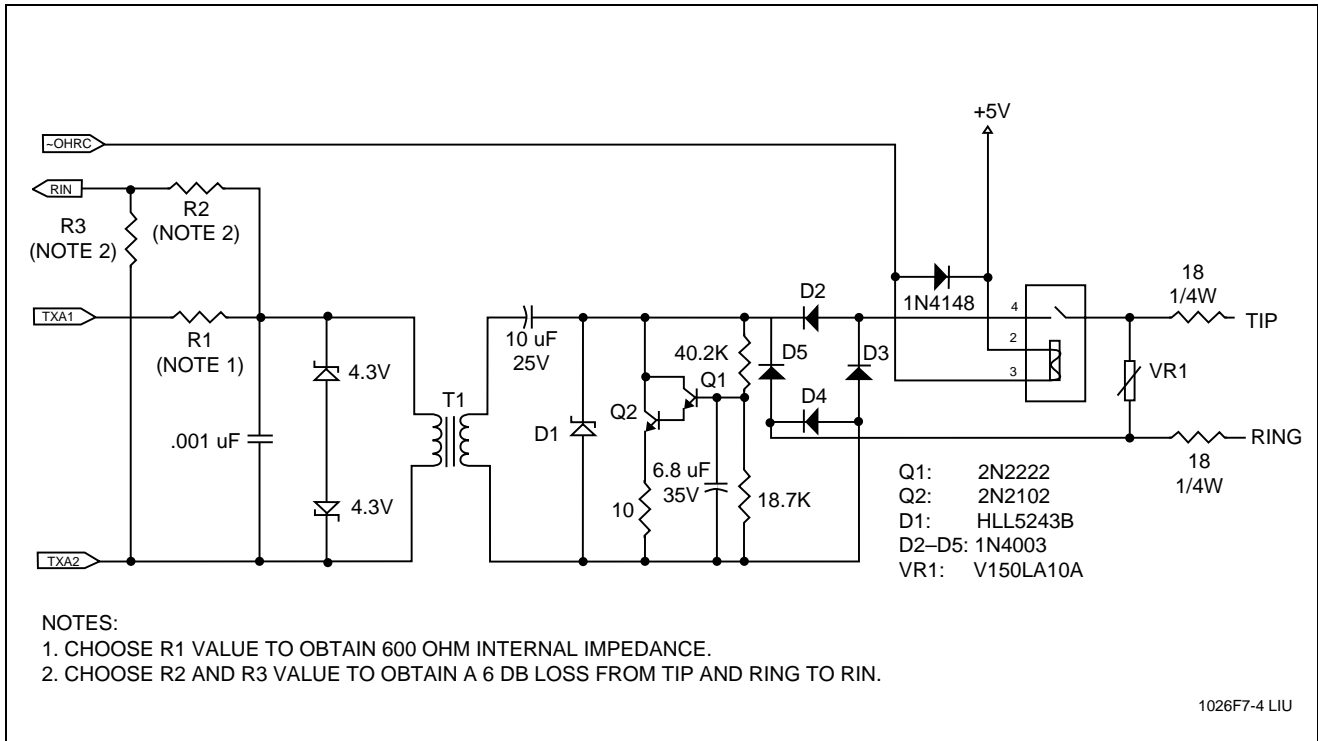 +5V
~OHRC
RIN
R2
(NOTE 2)
R3
(NOTE 2)
TXA1
R1
(NOTE 1)
4.3V
.001 uF
4.3V
T1
TXA2
10 uF
25V
D1
Q2
Q1
10
6.8 uF
35V
40.2K
18.7K
D2
D5
D3
D4
1N4148
4
2
3
18
1/4W
TIP
VR1
RING
18
1/4W
Q1: 2N2222
Q2: 2N2102
D1: HLL5243B
D2–D5: 1N4003
VR1: V150LA10A
NOTES:
1. CHOOSE R1 VALUE TO OBTAIN 600 OHM INTERNAL IMPEDANCE.
2. CHOOSE R2 AND R3 VALUE TO OBTAIN A 6 DB LOSS FROM TIP AND RING TO RIN.
1026F7-4 LIU